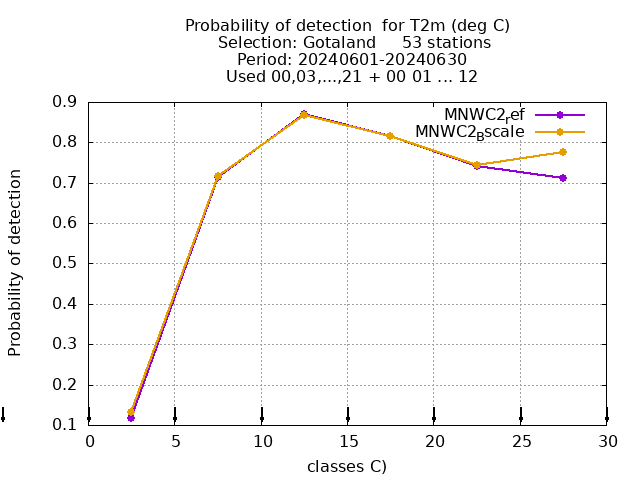 Probability of detection  for T2m (deg C)
Selection: Gotaland     53 stations
Period: 20240601-20240630
Used 00,03,...,21 + 00 01 ... 12
MNWC2ref
MNWC2Bscale
Probability of detection
0.9
0.8
0.7
0.6
0.5
0.4
0.3
0.2
0.1
0 5 10 15 20 25 30
classes C)